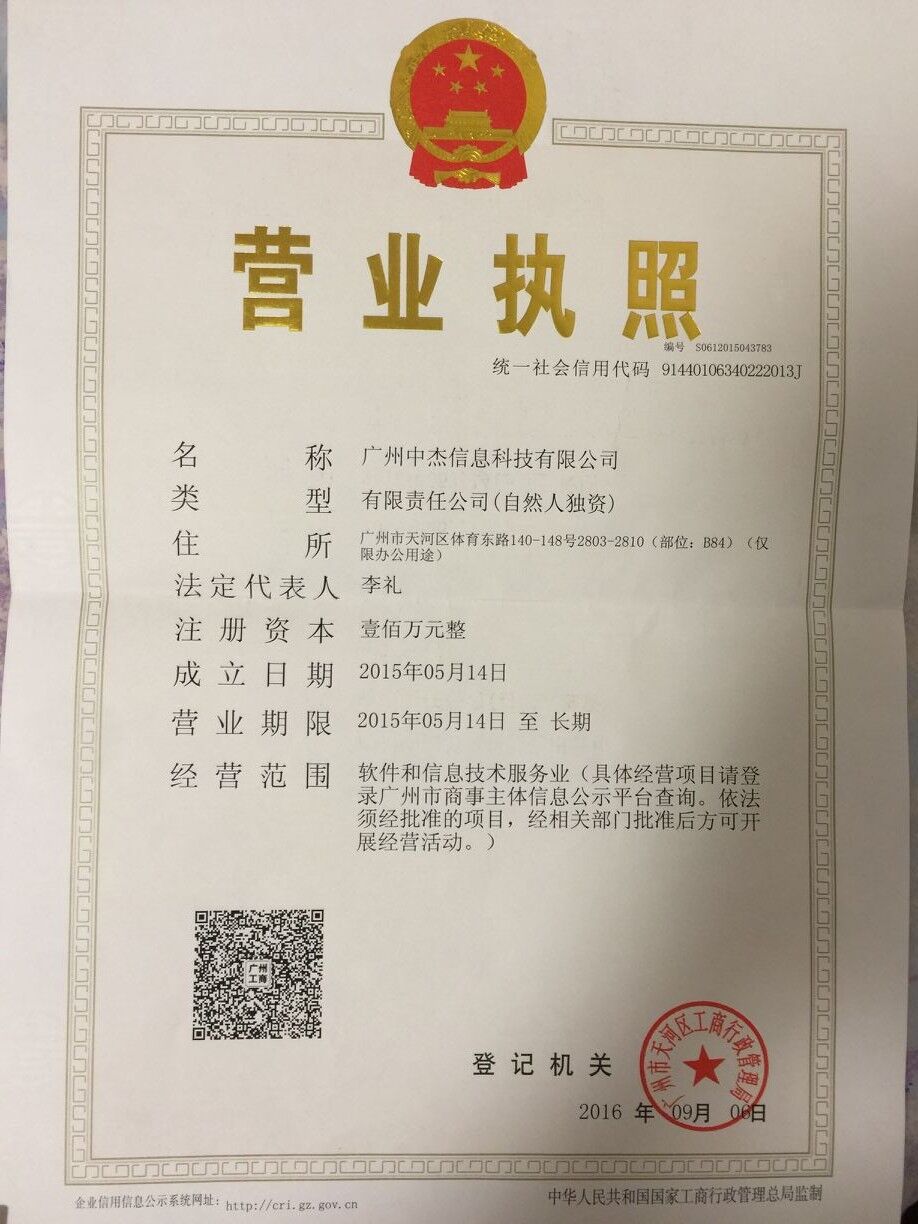 营业执照
编号 S0612015043783
统一社会信用代码 91440106340222013J
名称 广州中杰信息科技有限公司
类型 有限责任公司(自然人独资)
住所 广州市天河区体育东路140-148号2803-2810（部位：B84）（仅
限办公用途）
法定代表人 李礼
注册资本 壹佰万元整
成立日期 2015年05月14日
营业期限 2015年05月14日 至 长期
经营范围 软件和信息技术服务业（具体经营项目请登
录广州市商事主体信息公示平台查询。依法
须经批准的项目，经相关部门批准后方可开
展经营活动。）
广州
工商
登记机关
广州市天河区工商行政管理局
2016 年 09月 06日
企业信用信息公示系统网址：http://cri.gz.gov.cn
中华人民共和国国家工商行政管理总局监制